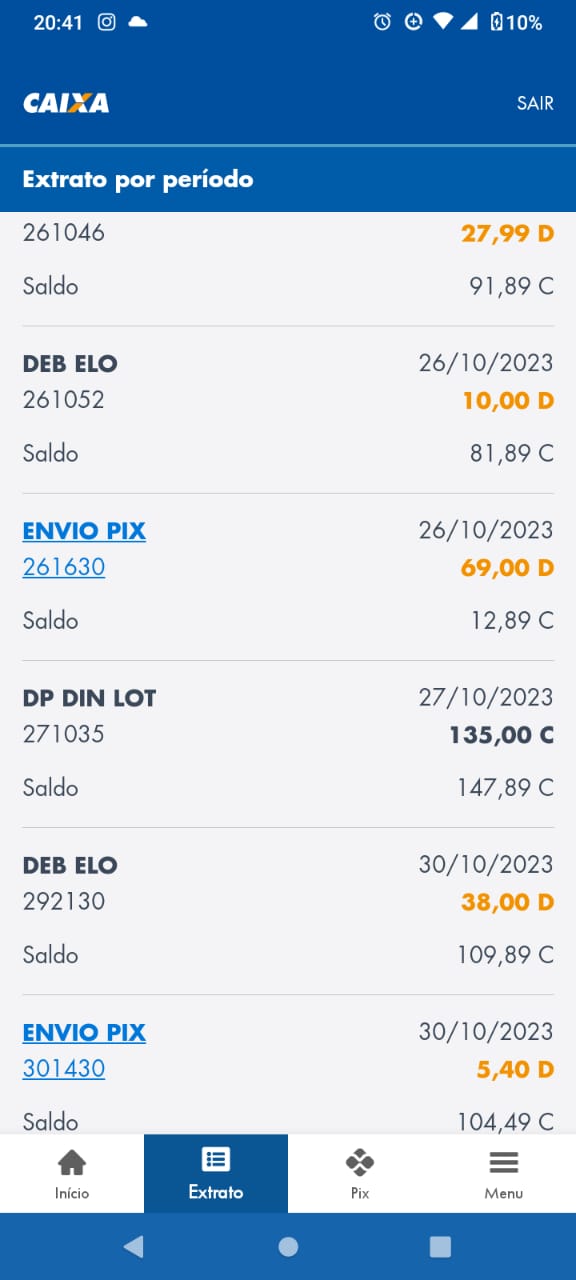 20:41 10%
CAIXA SAIR
Extrato por período
261046 27,99 D
Saldo 91,89 C
DEB ELO 26/10/2023
261052 10,00 D
Saldo 81,89 C
ENVIO PIX 26/10/2023
261630 69,00 D
Saldo 12,89 C
DP DIN LOT 27/10/2023
271035 135,00 C
Saldo 147,89 C
DEB ELO 30/10/2023
292130 38,00 D
Saldo 109,89 C
ENVIO PIX 30/10/2023
301430 5,40 D
Saldo 104,49 C
Início Extrato Pix Menu